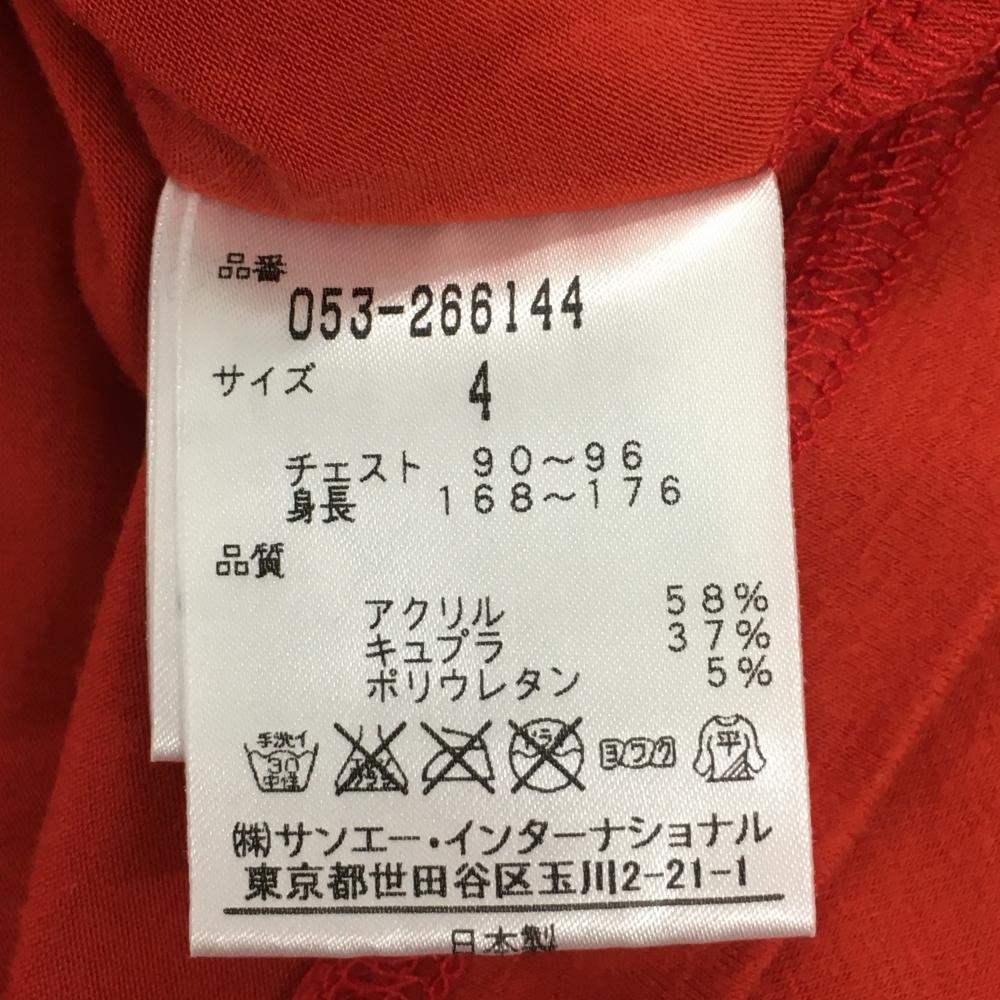 品番
053-266144
サイズ 4
チェスト 90~96
身長 168~176
品質
アクリル 58%
キュプラ 37%
ポリウレタン 5%
手洗イ 30 中性 エンソ ドライ ヨワク 平
(株)サンエー・インターナショナル
東京都世田谷区玉川2-21-1
日本製